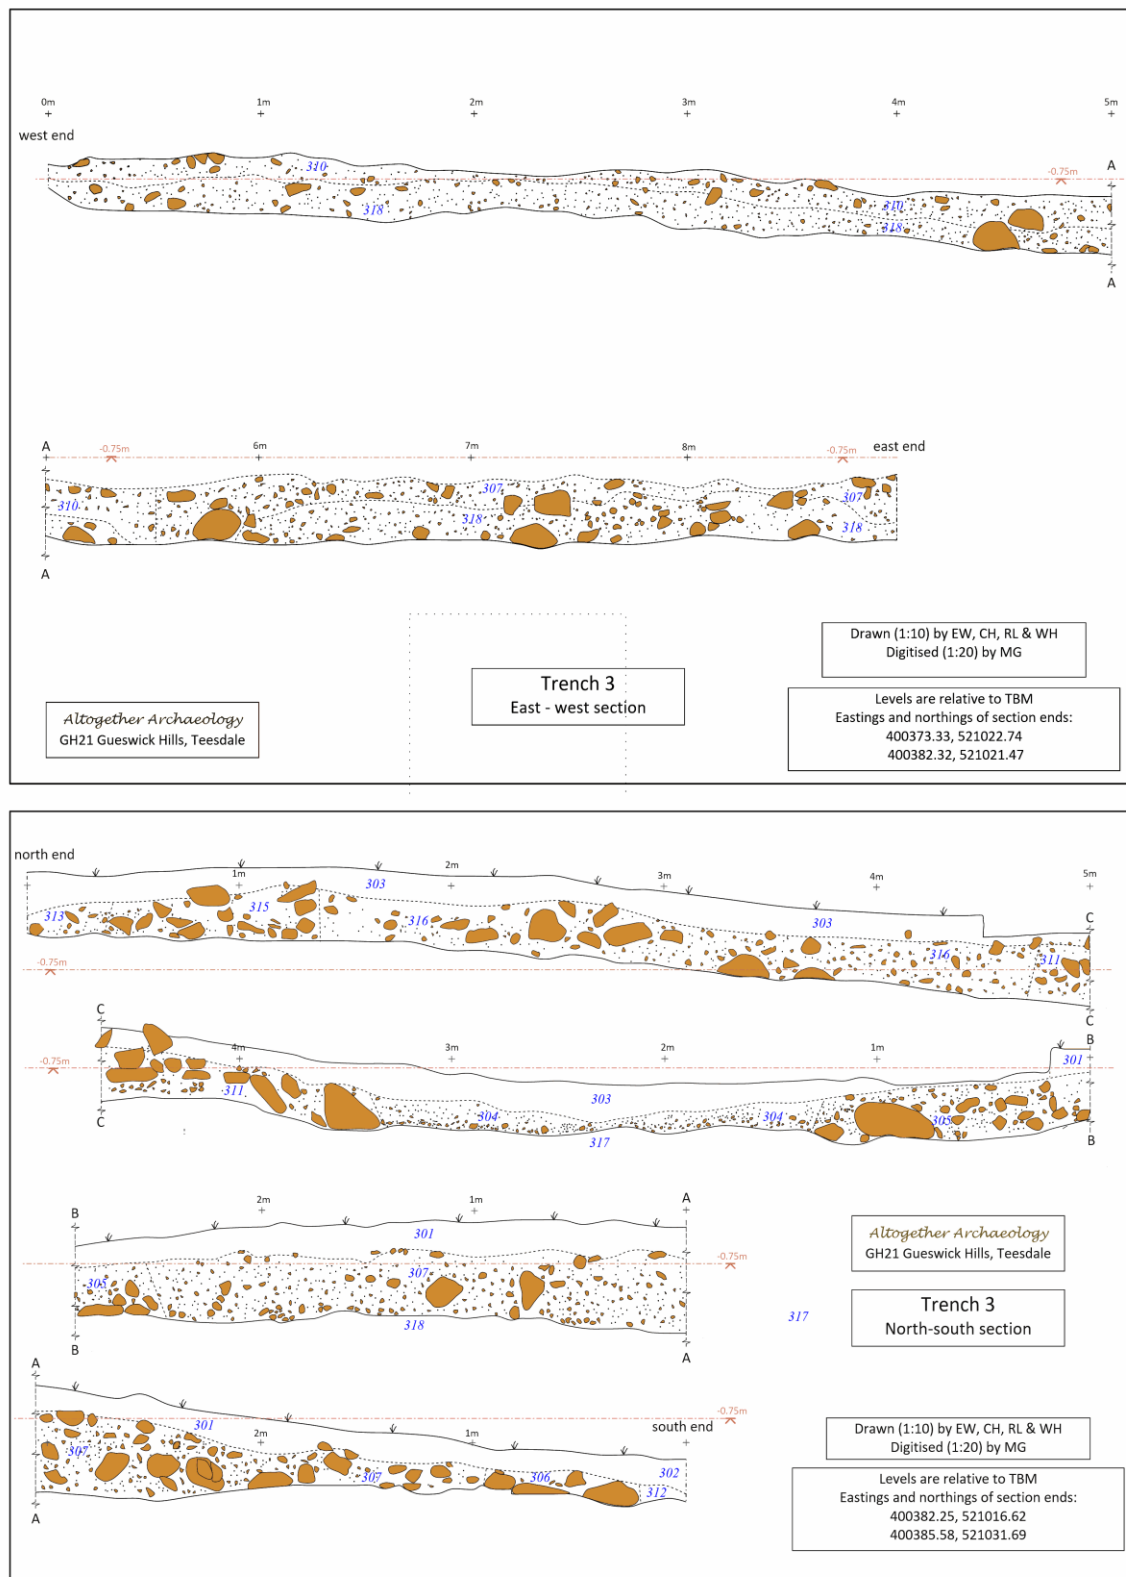 0m 1m 2m 3m 4m 5m
west end
A
310
-0.75m
318
310
318
A
A
-0.75m
6m 7m 8m
-0.75m
east end
310
307
318
307
318
A
Drawn (1:10) by EW, CH, RL & WH
Digitised (1:20) by MG
Trench 3
East - west section
Altogether Archaeology
GH21 Gueswick Hills, Teesdale
Levels are relative to TBM
Eastings and northings of section ends:
400373.33, 521022.74
400382.32, 521021.47
north end
1m 2m 3m 4m 5m
303
C
313
315
316
303
316
311
-0.75m
-0.75m
C
C
B
-0.75m
4m 3m 2m 1m
301
311
303
304
304
305
317
C
B
B
2m 1m
A
301
-0.75m
305
307
318
B
A
317
Altogether Archaeology
GH21 Gueswick Hills, Teesdale
Trench 3
North-south section
A
301
-0.75m
2m 1m
south end
307
307
306
302
312
A
Drawn (1:10) by EW, CH, RL & WH
Digitised (1:20) by MG
Levels are relative to TBM
Eastings and northings of section ends:
400382.25, 521016.62
400385.58, 521031.69